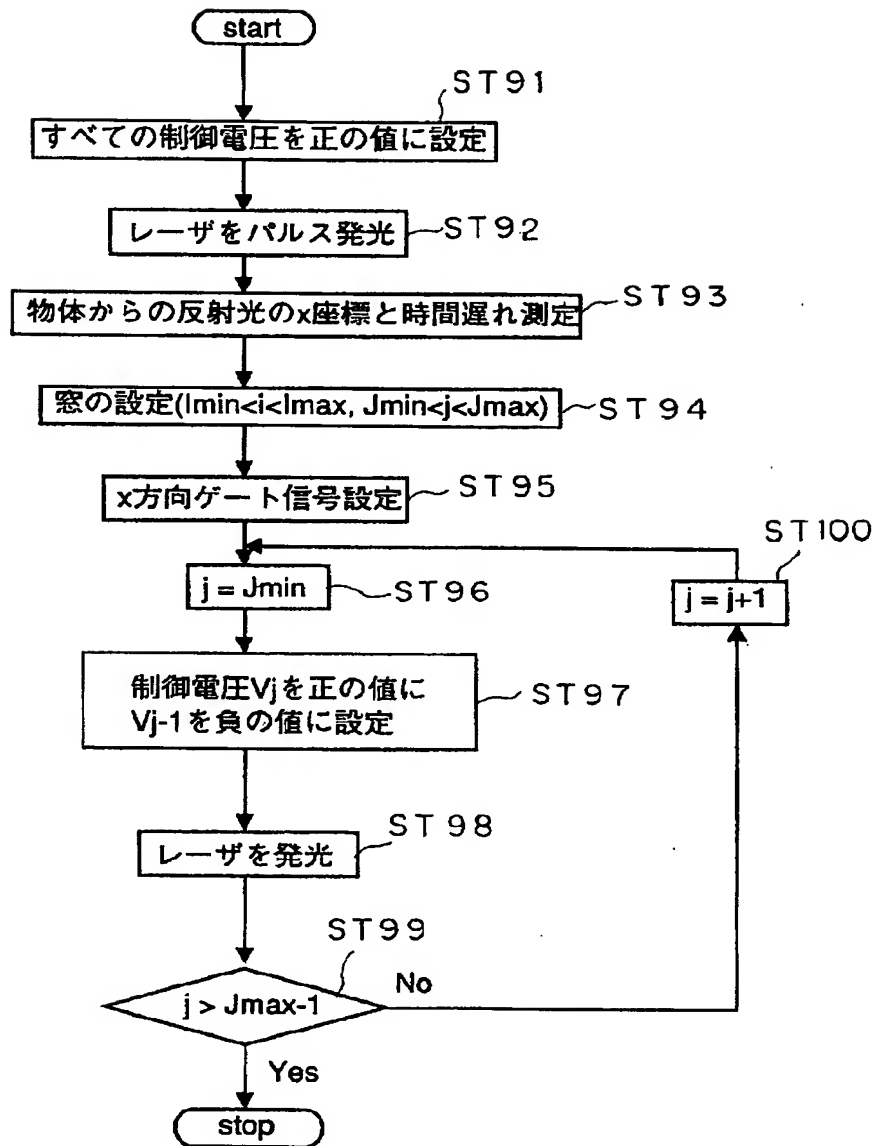 start
ST91
すべての制御電圧を正の値に設定
レーザをパルス発光
ST92
物体からの反射光のx座標と時間遅れ測定
ST93
窓の設定(Imin<i<Imax, Jmin<j<Jmax)
ST94
x方向ゲート信号設定
ST95
ST100
j = Jmin
ST96
j = j+1
制御電圧Vjを正の値に
Vj-1を負の値に設定
ST97
ST98
レーザを発光
ST99
j > Jmax-1
No
Yes
stop